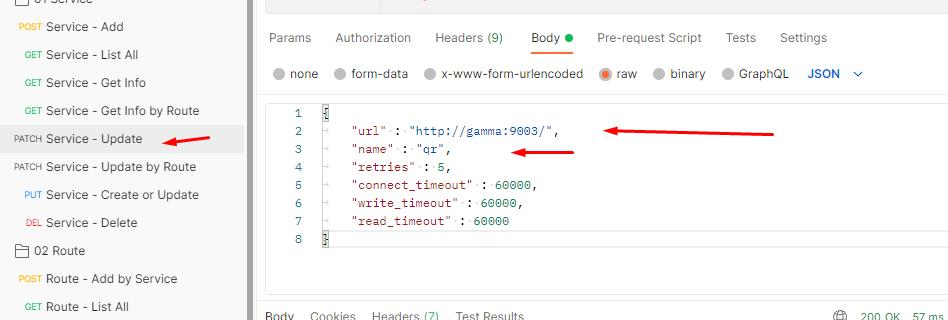 01 Service
POST Service - Add
GET Service - List All
GET Service - Get Info
GET Service - Get Info by Route
PATCH Service - Update
PATCH Service - Update by Route
PUT Service - Create or Update
DEL Service - Delete
02 Route
POST Route - Add by Service
GET Route - List All
Params Authorization Headers (9) Body Pre-request Script Tests Settings
none form-data x-www-form-urlencoded raw binary GraphQL JSON
1 {
2 "url" : "http://gamma:9003/",
3 "name" : "qr",
4 "retries" : 5,
5 "connect_timeout" : 60000,
6 "write_timeout" : 60000,
7 "read_timeout" : 60000
8 }
Body Cookies Headers (7) Test Results 200 OK 57 ms